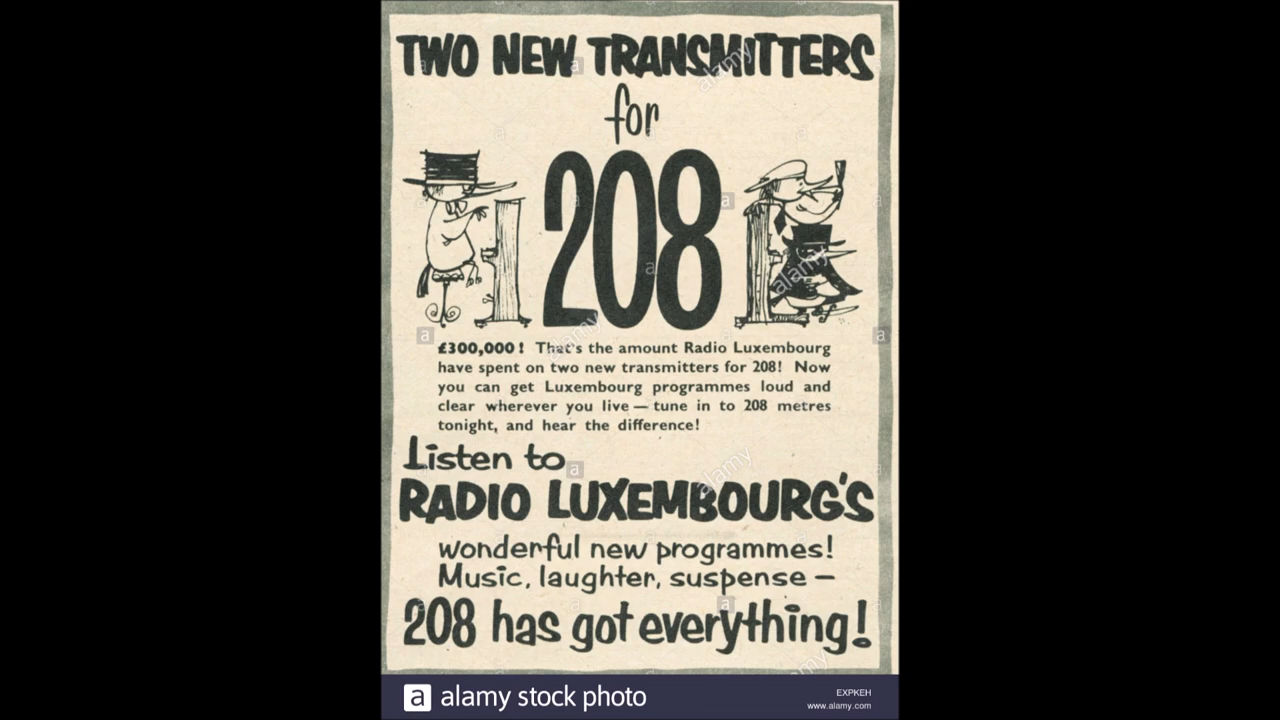 TWO NEW TRANSMITTERS
for
208
£300,000! That's the amount Radio Luxembourg
have spent on two new transmitters for 208! Now
you can get Luxembourg programmes loud and
clear wherever you live — tune in to 208 metres
tonight, and hear the difference!
Listen to
RADIO LUXEMBOURG'S
wonderful new programmes!
Music, laughter, suspense —
208 has got everything!
a alamy stock photo
EXPKEH
www.alamy.com